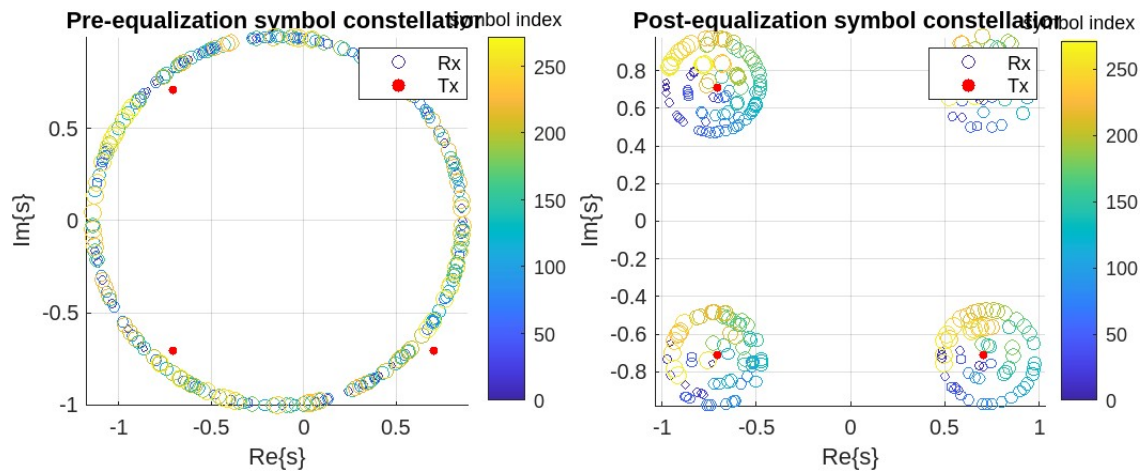 Pre-equalization symbol constellation
symbol index
Rx
Tx
0.5
0
-0.5
-1
-1
-0.5
0
0.5
Im{s}
Re{s}
250
200
150
100
50
0
Post-equalization symbol constellation
symbol index
Rx
Tx
0.8
0.6
0.4
0.2
0
-0.2
-0.4
-0.6
-0.8
-1
-0.5
0
0.5
1
Im{s}
Re{s}
250
200
150
100
50
0